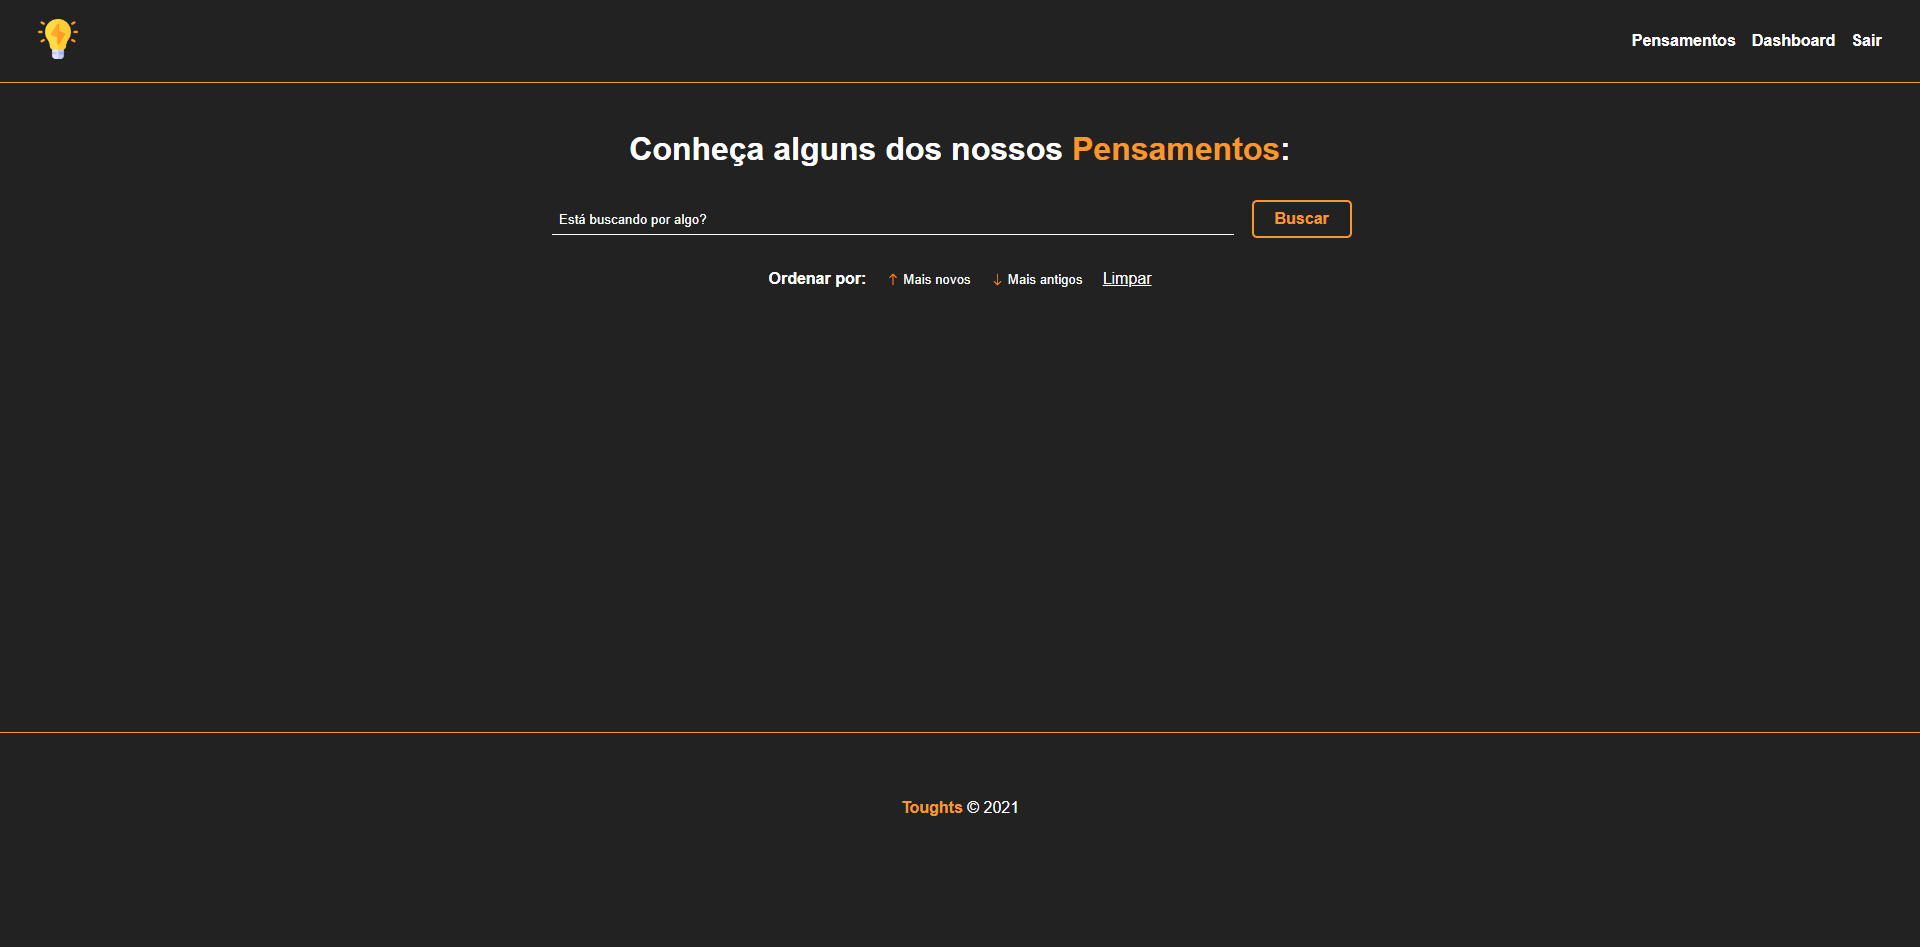 Pensamentos Dashboard Sair
Conheça alguns dos nossos Pensamentos:
Está buscando por algo? Buscar
Ordenar por: ↑ Mais novos ↓ Mais antigos Limpar
Toughts © 2021